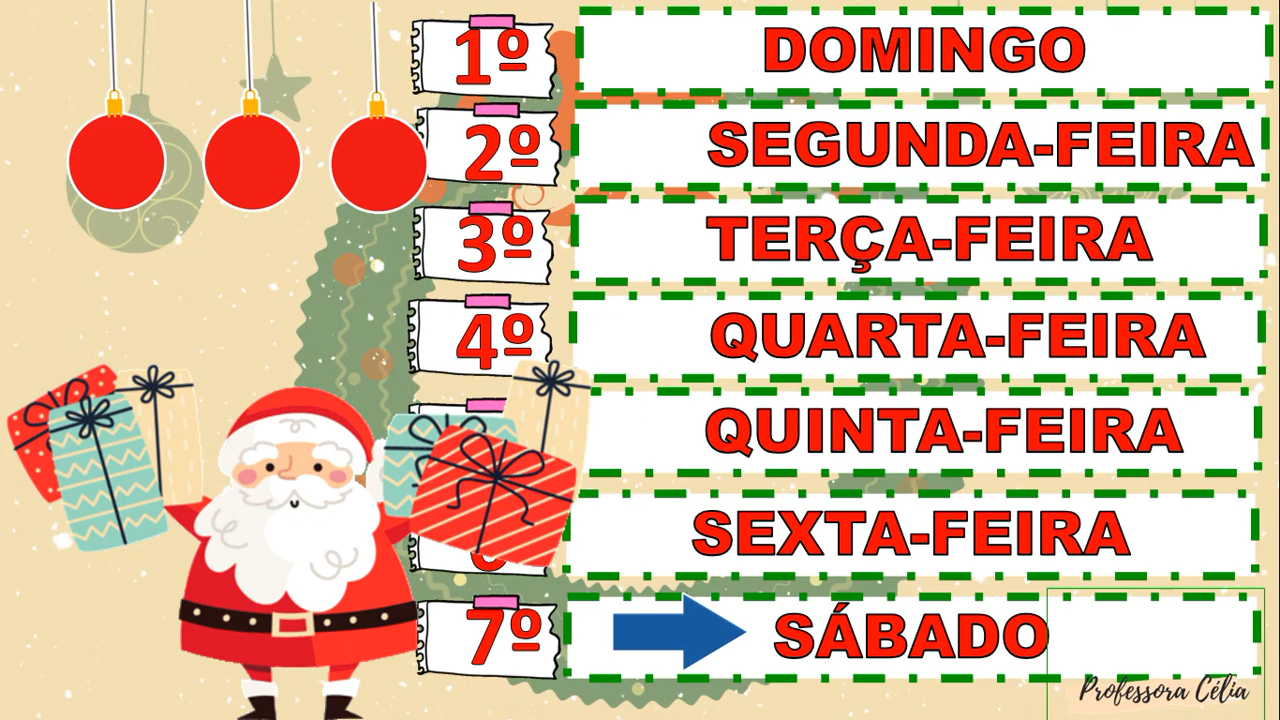 1º DOMINGO
2º SEGUNDA-FEIRA
3º TERÇA-FEIRA
4º QUARTA-FEIRA
QUINTA-FEIRA
SEXTA-FEIRA
7º SÁBADO
Professora Célia